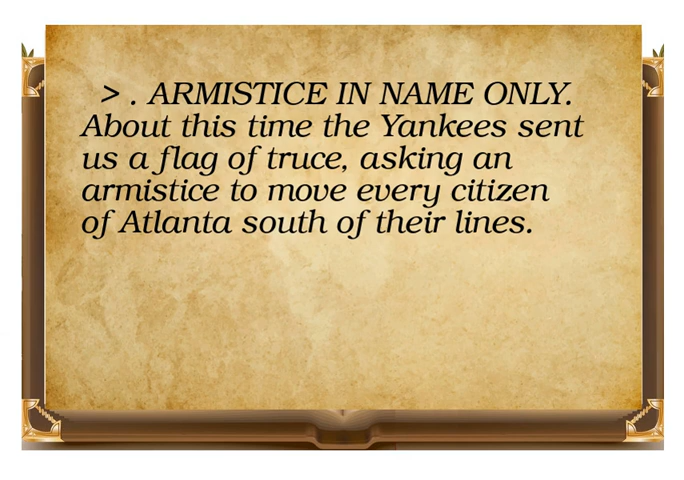 > . ARMISTICE IN NAME ONLY.
About this time the Yankees sent
us a flag of truce, asking an
armistice to move every citizen
of Atlanta south of their lines.